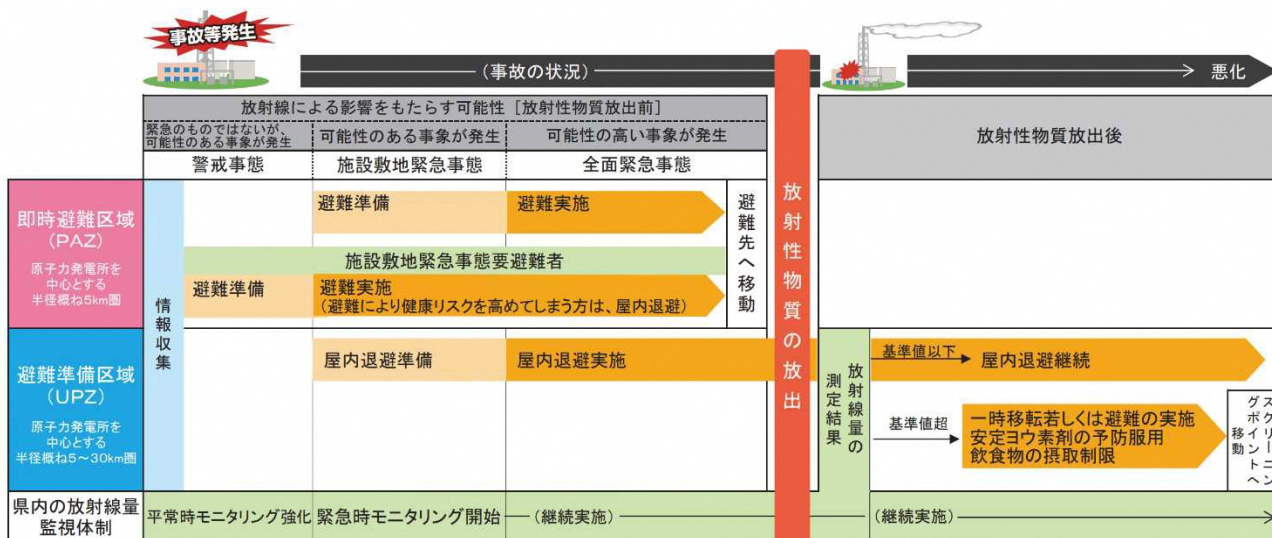 事故等発生
(事故の状況)
悪化
放射線による影響をもたらす可能性［放射性物質放出前］
緊急のものではないが、
可能性のある事象が発生
可能性のある事象が発生
可能性の高い事象が発生
放射性物質放出後
警戒事態
施設敷地緊急事態
全面緊急事態
放射性物質の放出
即時避難区域
(PAZ)
原子力発電所を
中心とする
半径概ね5km圏
情報収集
避難準備
避難実施
避難先へ移動
施設敷地緊急事態要避難者
避難準備
避難実施
(避難により健康リスクを高めてしまう方は、屋内退避)
避難準備区域
(UPZ)
原子力発電所を
中心とする
半径概ね5～30km圏
屋内退避準備
屋内退避実施
放射線量の
測定結果
基準値以下
屋内退避継続
基準値超
一時移転若しくは避難の実施
安定ヨウ素剤の予防服用
飲食物の摂取制限
スクリーニン
グポイントへ
移動
県内の放射線量
監視体制
平常時モニタリング強化
緊急時モニタリング開始
(継続実施)
(継続実施)